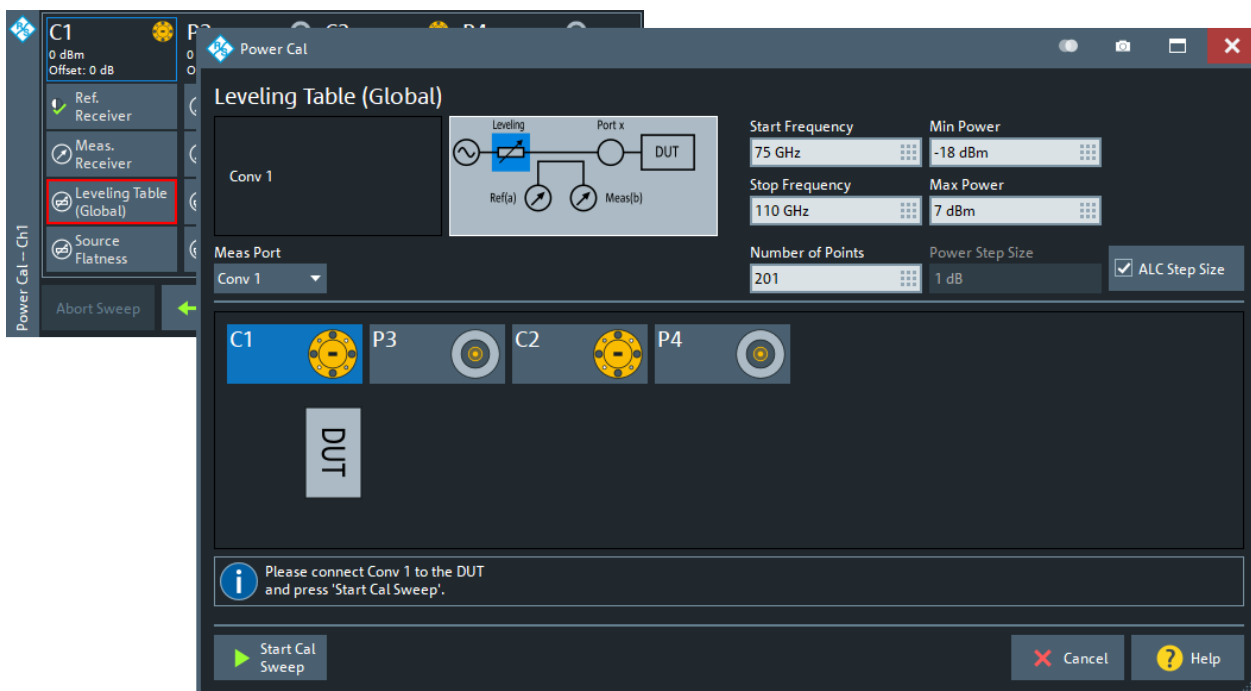 C1
0 dBm
Offset: 0 dB
Ref.
Receiver
Meas.
Receiver
Leveling Table
(Global)
Source
Flatness
Power Cal – Ch1
Abort Sweep
Power Cal
Leveling Table (Global)
Conv 1
Leveling
Port x
DUT
Ref(a)
Meas(b)
Start Frequency
Min Power
75 GHz
-18 dBm
Stop Frequency
Max Power
110 GHz
7 dBm
Meas Port
Conv 1
Number of Points
Power Step Size
201
1 dB
ALC Step Size
C1
P3
C2
P4
DUT
Please connect Conv 1 to the DUT
and press 'Start Cal Sweep'.
Start Cal
Sweep
Cancel
Help